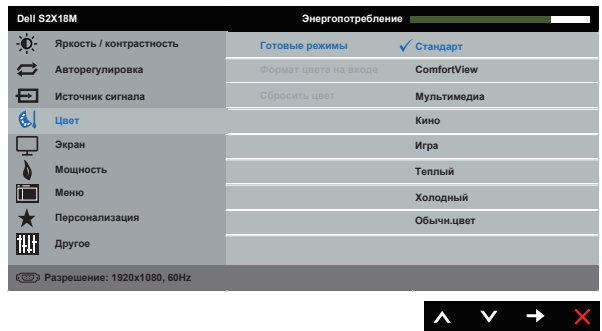 Dell S2X18M
Энергопотребление
Яркость / контрастность
Готовые режимы
Стандарт
Авторегулировка
Формат цвета на входе
ComfortView
Источник сигнала
Сбросить цвет
Мультимедиа
Цвет
Кино
Экран
Игра
Мощность
Теплый
Меню
Холодный
Персонализация
Обычн.цвет
Другое
Разрешение: 1920x1080, 60Hz